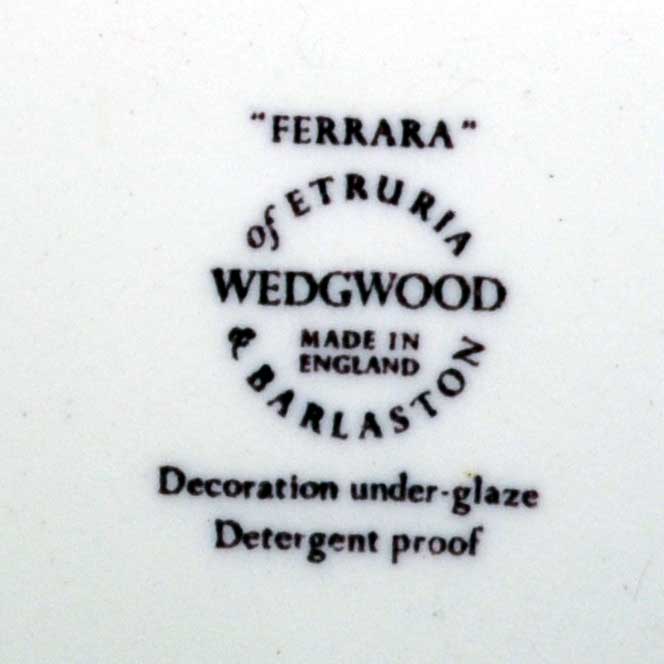 "FERRARA"
of ETRURIA
WEDGWOOD
MADE IN
ENGLAND
& BARLASTON
Decoration under-glaze
Detergent proof